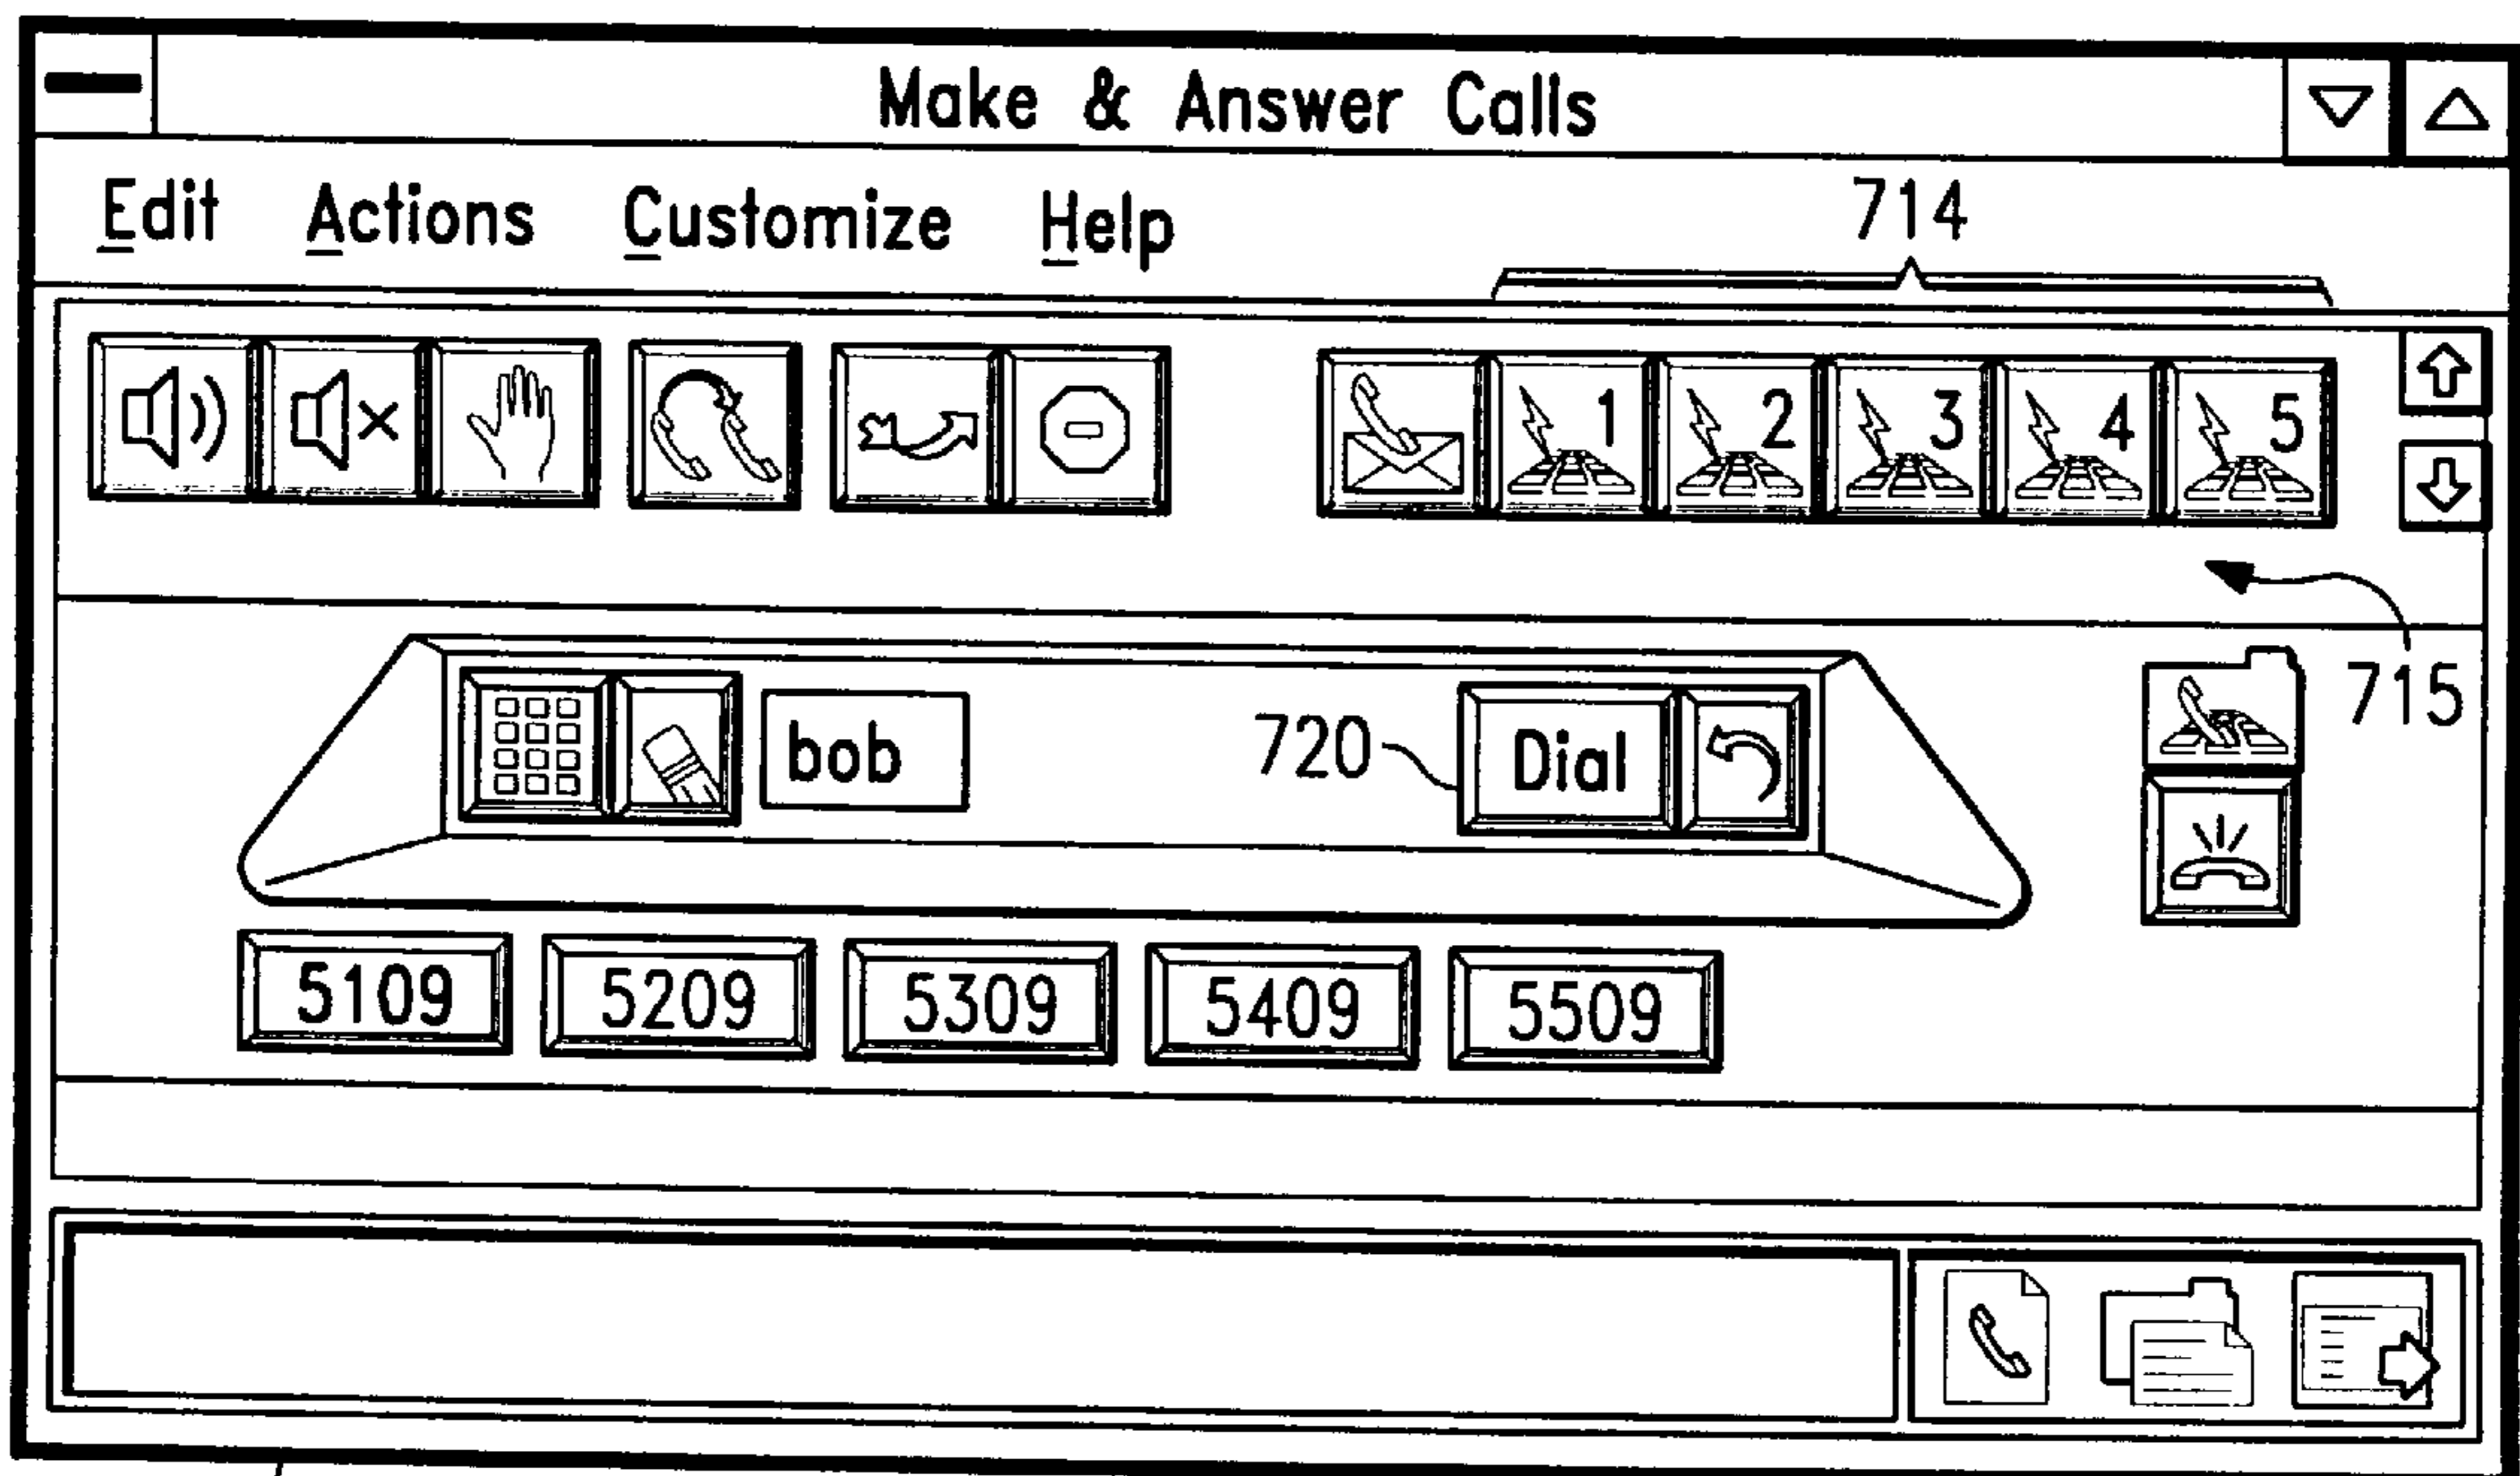 Make & Answer Calls
Edit Actions Customize Help
714
1 2 3 4 5
715
bob
720
Dial
5109 5209 5309 5409 5509